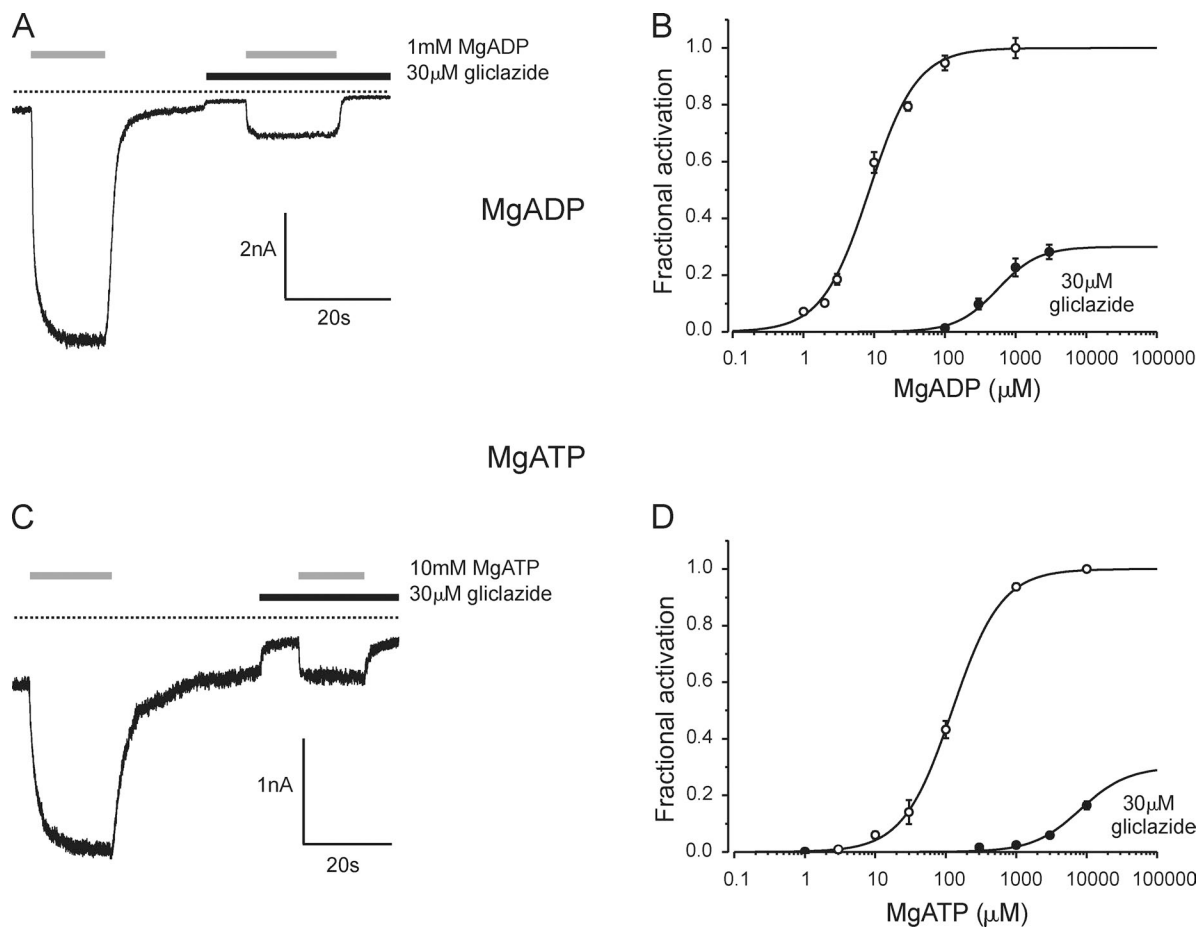 A
1mM MgADP
30μM gliclazide
2nA
20s
MgADP
B
Fractional activation
1.0
0.8
0.6
0.4
0.2
0.0
30μM
gliclazide
0.1 1 10 100 1000 10000 100000
MgADP (μM)
MgATP
C
10mM MgATP
30μM gliclazide
1nA
20s
D
Fractional activation
1.0
0.8
0.6
0.4
0.2
0.0
30μM
gliclazide
0.1 1 10 100 1000 10000 100000
MgATP (μM)